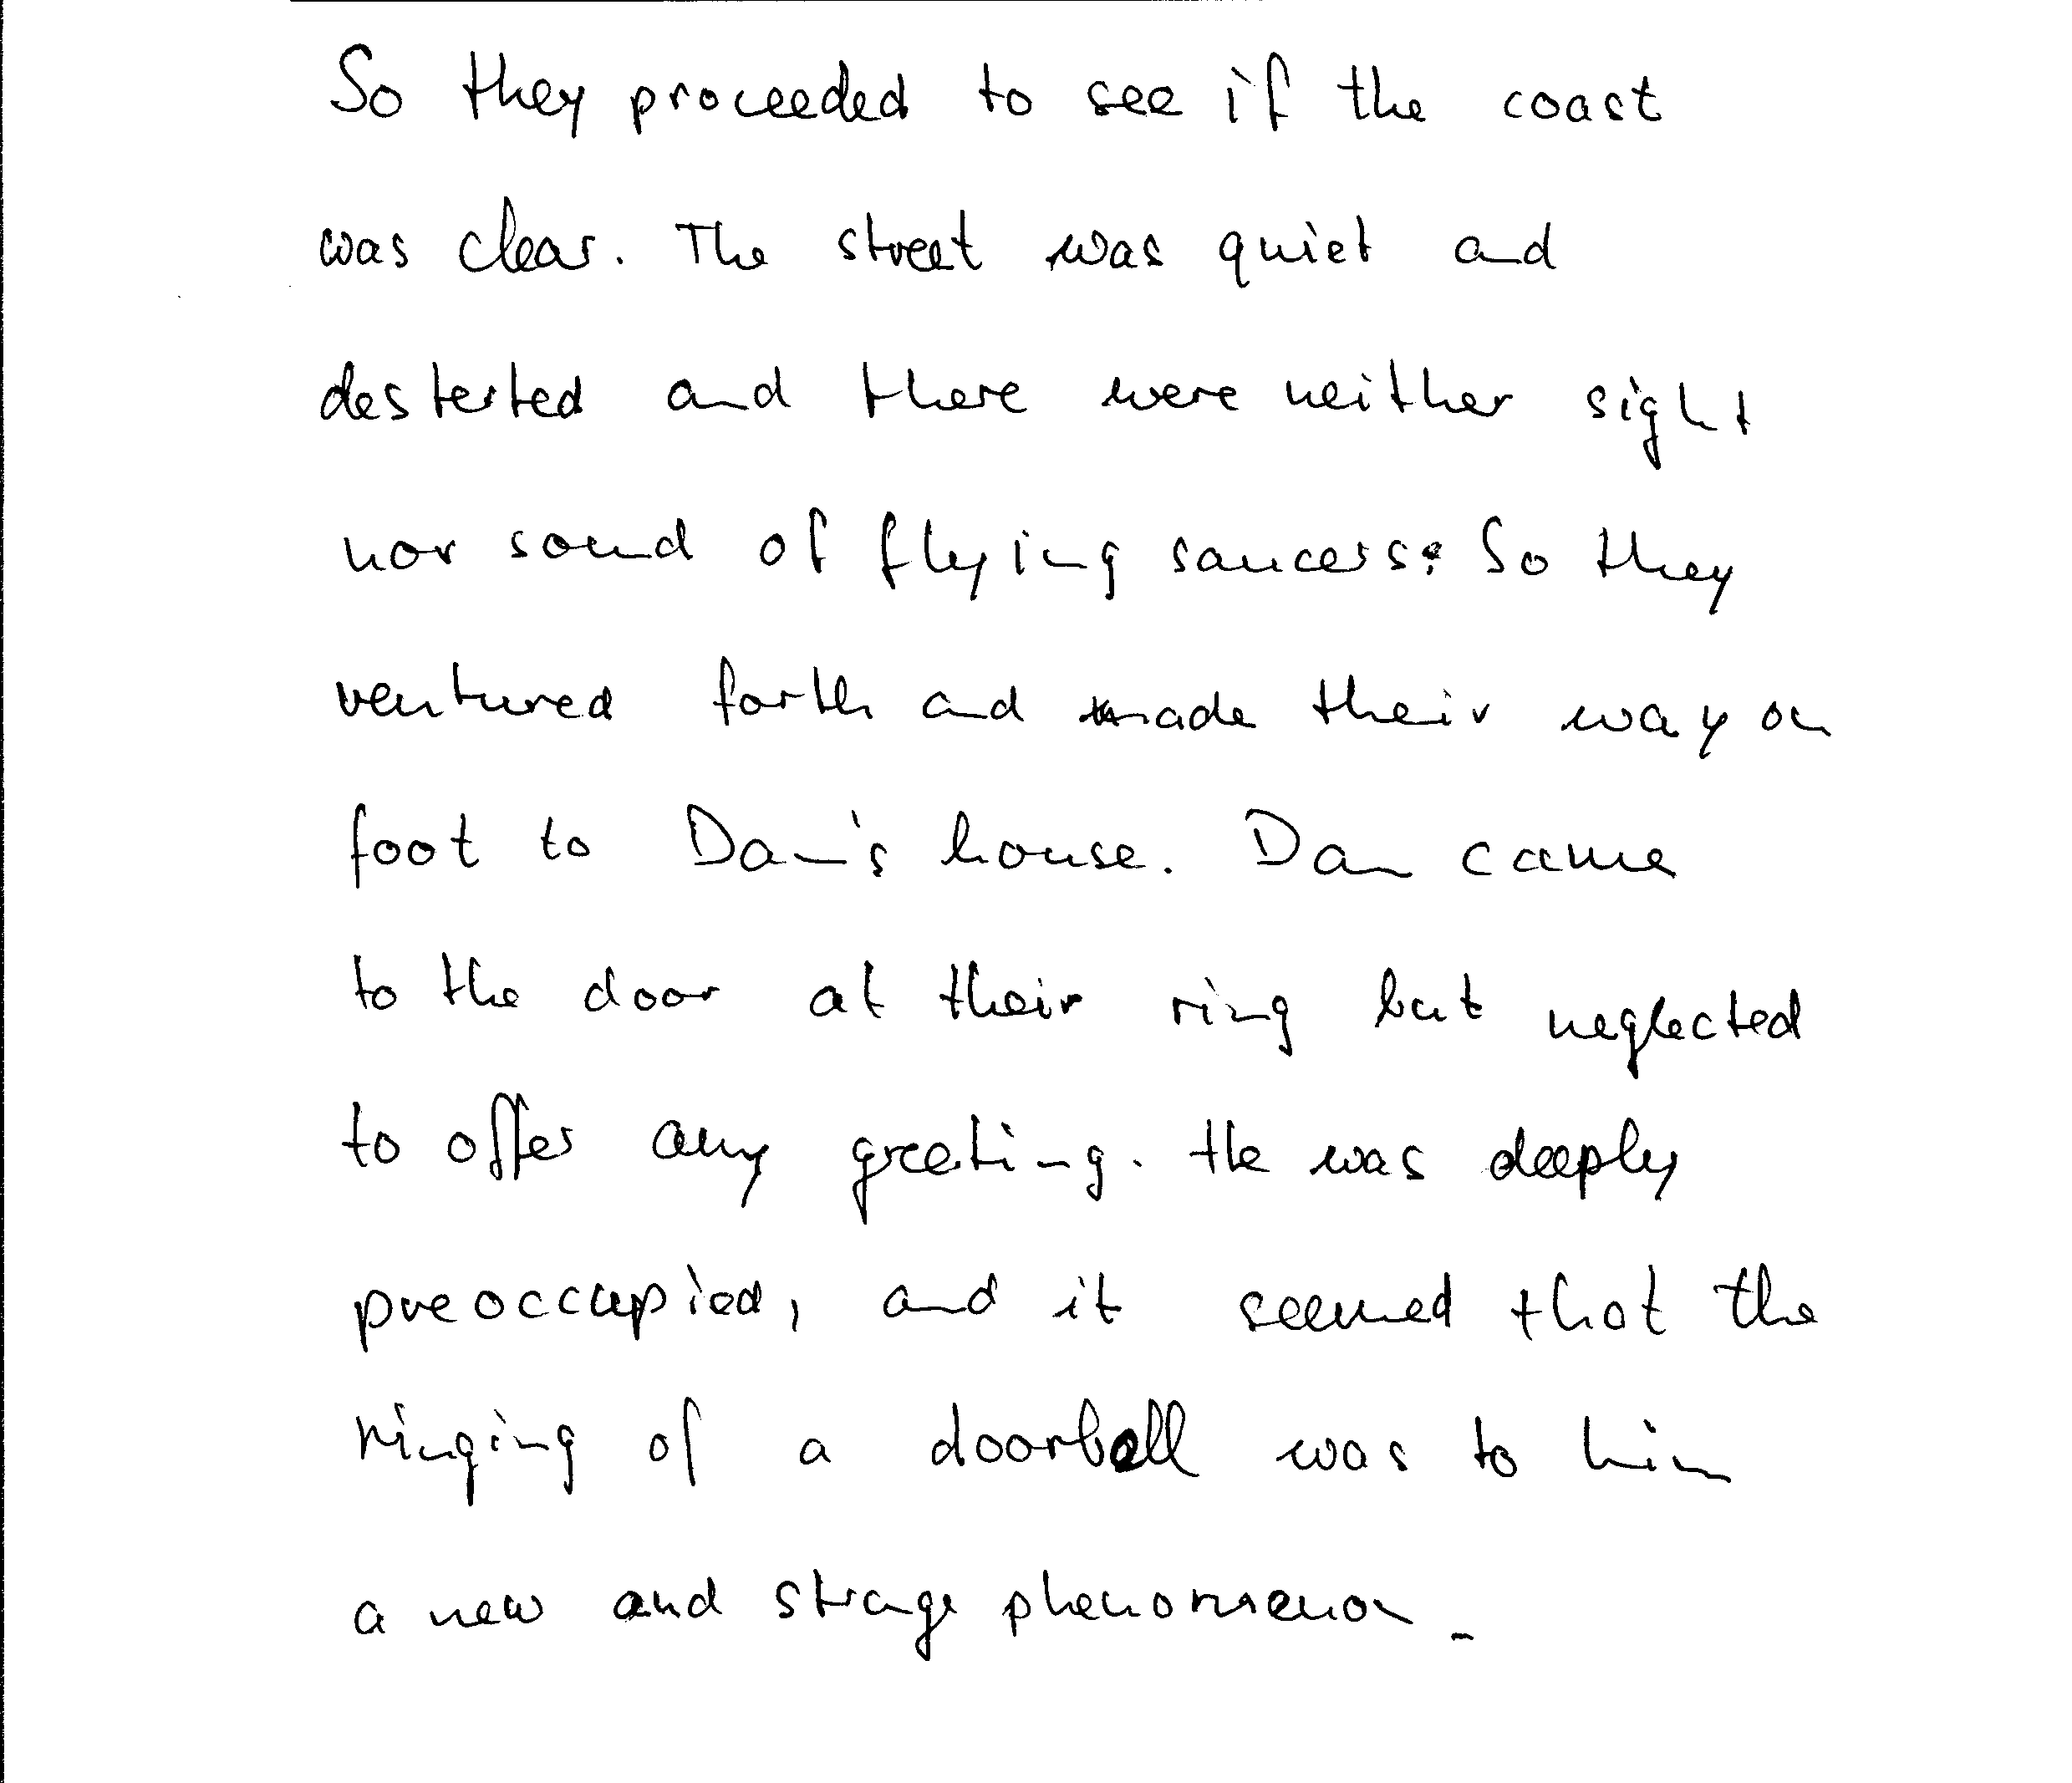 So they proceeded to see if the coast
was clear. The street was quiet and
desterted and there were neither sight
nor sound of flying saucers. So they
ventured forth and made their way on
foot to Dan's house. Dan came
to the door at their ring but neglected
to offer any greeting. He was deeply
preoccupied, and it seemed that the
ringing of a doorbell was to him
a new and strange phenomenon.